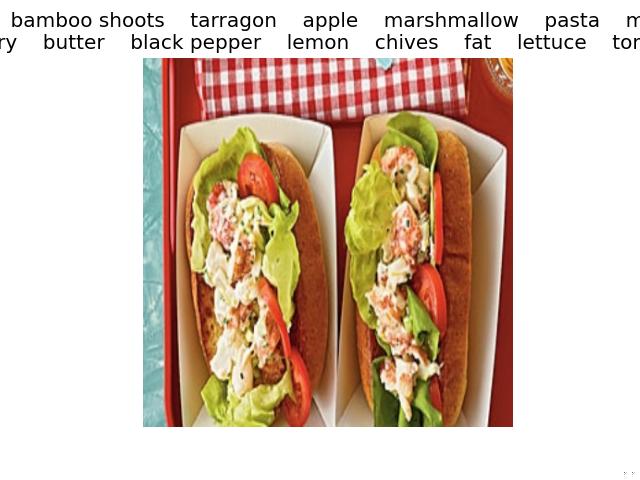 bamboo shoots tarragon apple marshmallow pasta
butter black pepper lemon chives fat lettuce